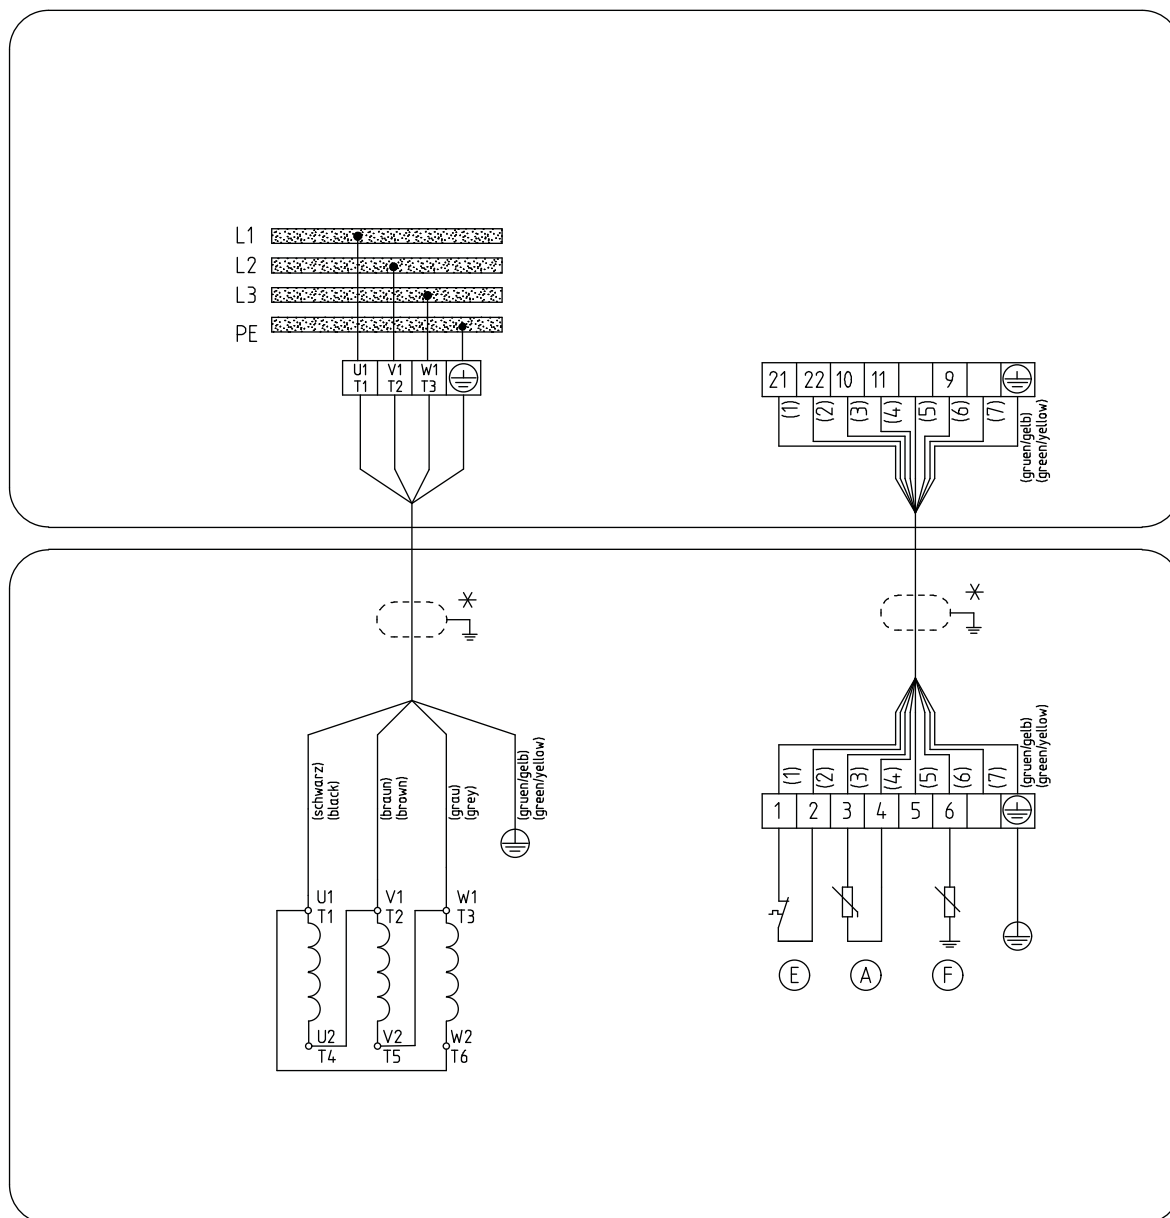 L1
L2
L3
PE
U1 V1 W1
T1 T2 T3
21 22 10 11 9
(1) (2) (3) (4) (5) (6) (7)
(gruen/gelb)
(green/yellow)
*
*
(schwarz)
(black)
(braun)
(brown)
(grau)
(grey)
(gruen/gelb)
(green/yellow)
(1) (2) (3) (4) (5) (6) (7)
(gruen/gelb)
(green/yellow)
1 2 3 4 5 6
U1 V1 W1
T1 T2 T3
E A F
U2 V2 W2
T4 T5 T6